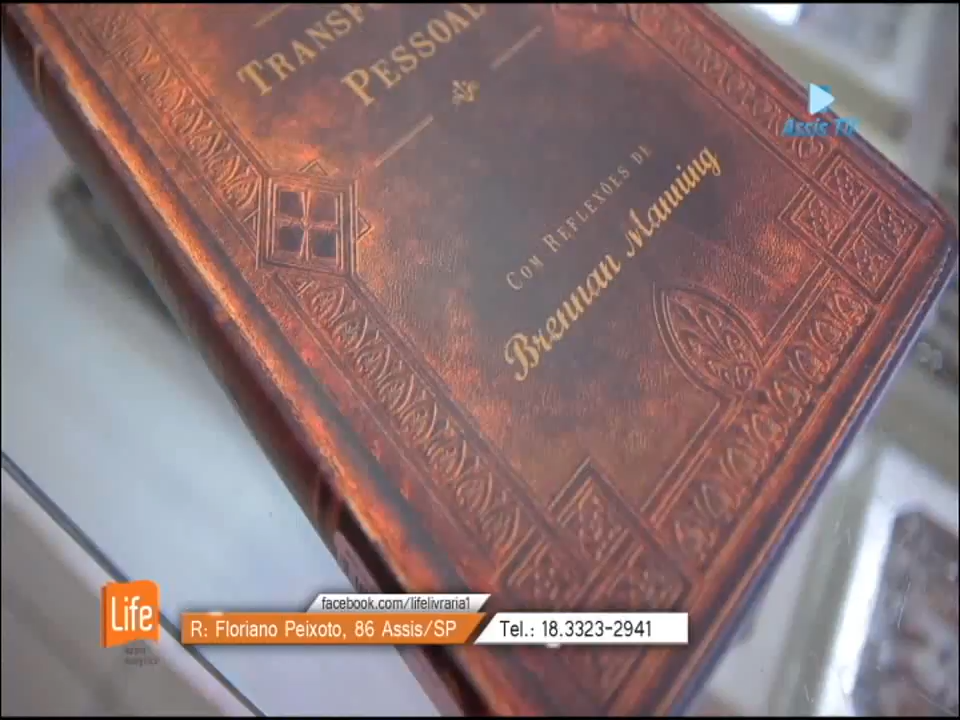 PESSOAL
COM REFLEXÕES DE
Brennan Manning
Assis TV
Life
facebook.com/lifelivraria1
R: Floriano Peixoto, 86 Assis/SP
Tel.: 18.3323-2941